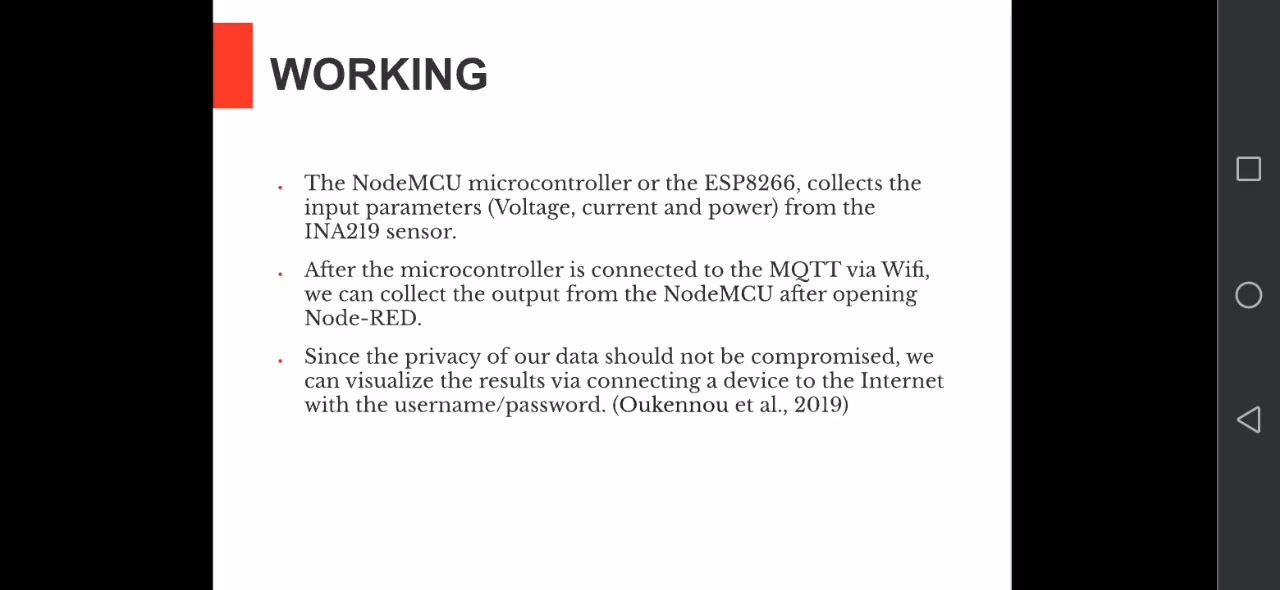 WORKING
The NodeMCU microcontroller or the ESP8266, collects the
input parameters (Voltage, current and power) from the
INA219 sensor.
After the microcontroller is connected to the MQTT via Wifi,
we can collect the output from the NodeMCU after opening
Node-RED.
Since the privacy of our data should not be compromised, we
can visualize the results via connecting a device to the Internet
with the username/password. (Oukennou et al., 2019)